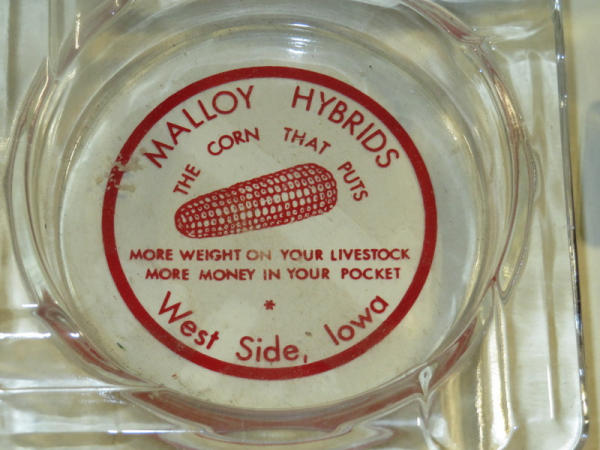 MALLOY HYBRIDS
THE CORN THAT PUTS
MORE WEIGHT ON YOUR LIVESTOCK
MORE MONEY IN YOUR POCKET
*
West Side, Iowa